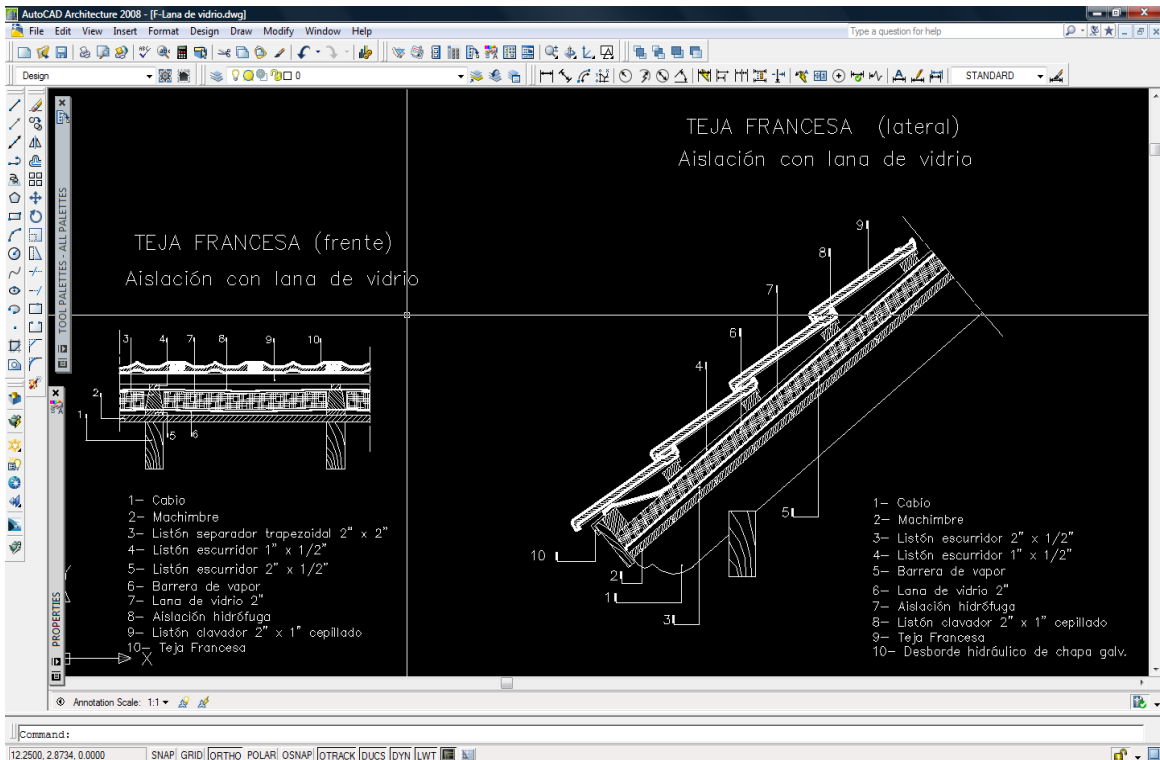 AutoCAD Architecture 2008 - [F-Lana de vidrio.dwg]
File Edit View Insert Format Design Draw Modify Window Help
Type a question for help
Design
0
STANDARD
TOOL PALETTES - ALL PALETTES
PROPERTIES
TEJA FRANCESA (frente)
Aislación con lana de vidrio
3 4 7 8 9 10
2
1
5 6
1- Cabio
2- Machimbre
3- Listón separador trapezoidal 2" x 2"
4- Listón escurridor 1" x 1/2"
5- Listón escurridor 2" x 1/2"
6- Barrera de vapor
7- Lana de vidrio 2"
8- Aislación hidrófuga
9- Listón clavador 2" x 1" cepillado
10- Teja Francesa
X
TEJA FRANCESA (lateral)
Aislación con lana de vidrio
9
8
7
6
4
5
10
2
1
3
1- Cabio
2- Machimbre
3- Listón escurridor 2" x 1/2"
4- Listón escurridor 1" x 1/2"
5- Barrera de vapor
6- Lana de vidrio 2"
7- Aislación hidrófuga
8- Listón clavador 2" x 1" cepillado
9- Teja Francesa
10- Desborde hidráulico de chapa galv.
Annotation Scale: 1:1
Command:
12.2500, 2.8734, 0.0000 SNAP GRID ORTHO POLAR OSNAP OTRACK DUCS DYN LWT